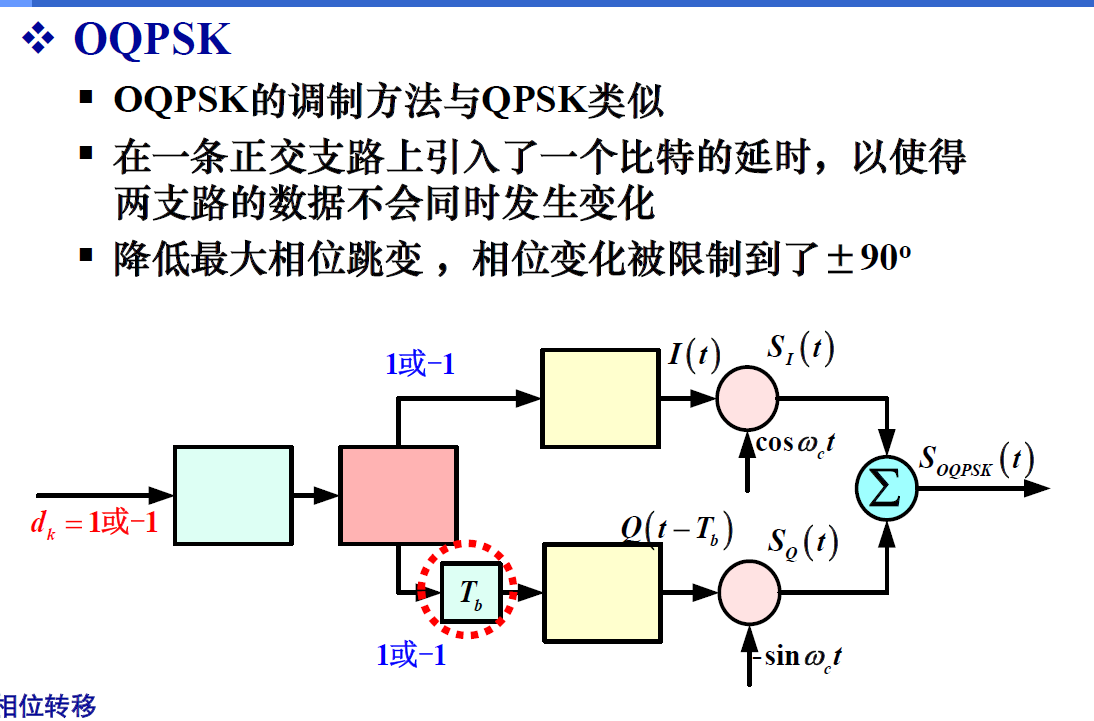 ❖ OQPSK
▪ OQPSK的调制方法与QPSK类似
▪ 在一条正交支路上引入了一个比特的延时，以使得
两支路的数据不会同时发生变化
▪ 降低最大相位跳变 ，相位变化被限制到了±90º
1或-1
I(t)
S_I(t)
cos ω_c t
d_k = 1或-1
Σ
S_OQPSK(t)
T_b
Q(t − T_b)
S_Q(t)
1或-1
-sin ω_c t
相位转移